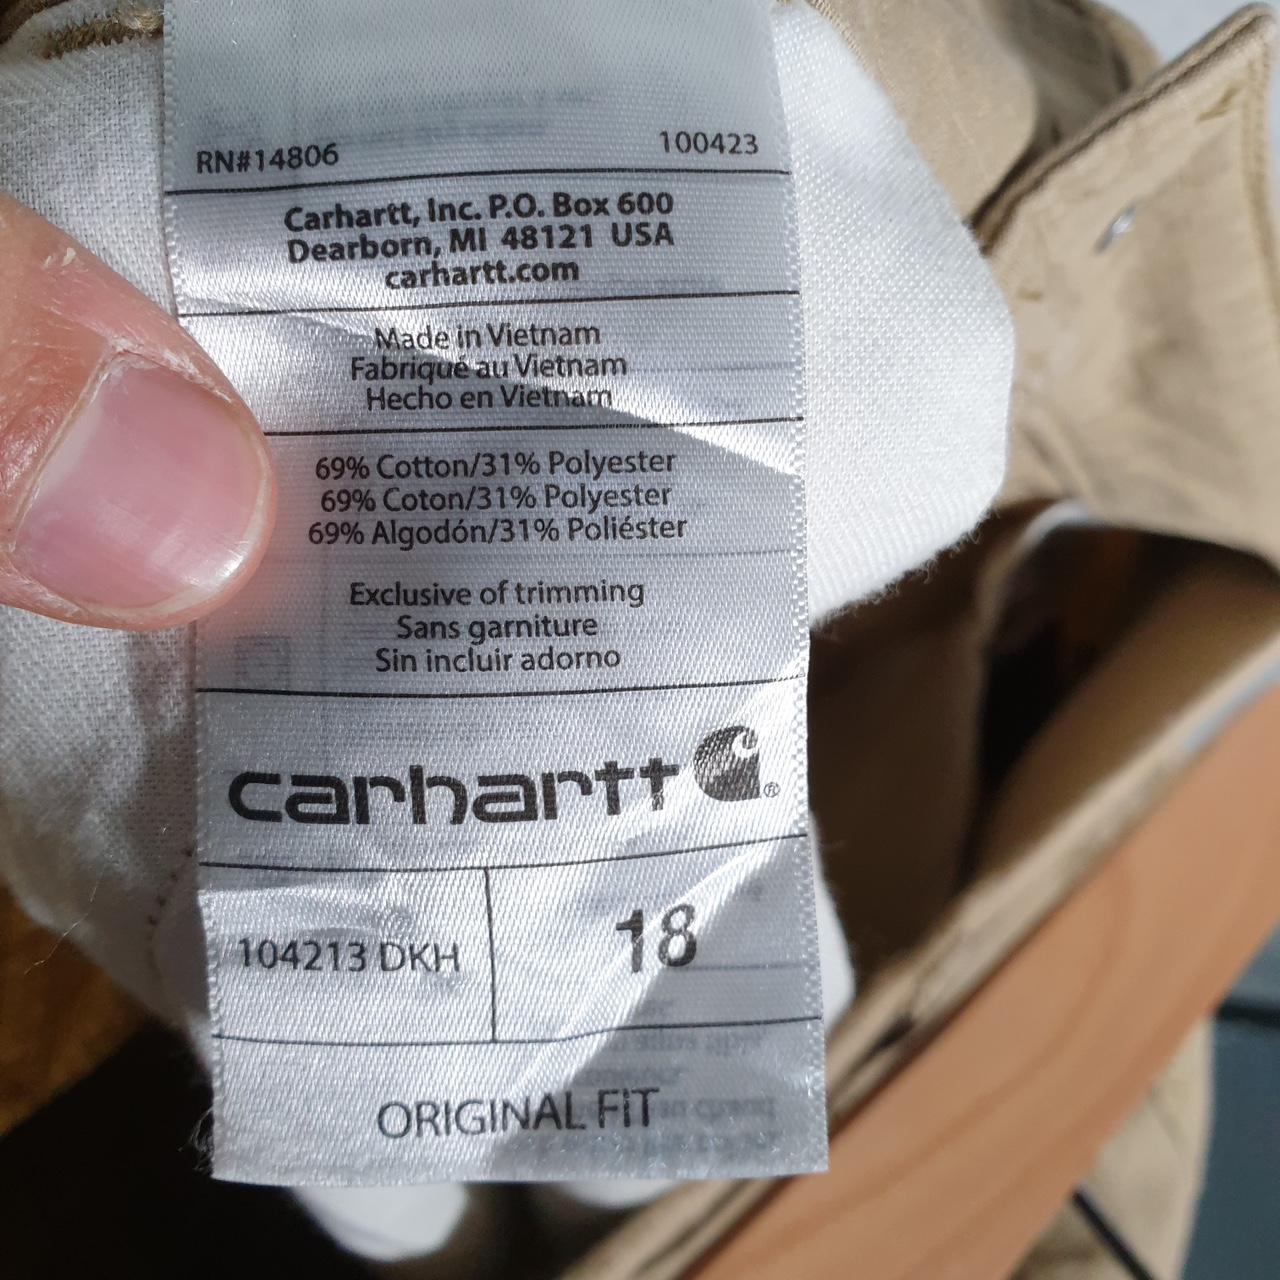 RN#14806 100423
Carhartt, Inc. P.O. Box 600
Dearborn, MI 48121 USA
carhartt.com
Made in Vietnam
Fabriqué au Vietnam
Hecho en Vietnam
69% Cotton/31% Polyester
69% Coton/31% Polyester
69% Algodón/31% Poliéster
Exclusive of trimming
Sans garniture
Sin incluir adorno
carhartt ®
104213 DKH 18
ORIGINAL FIT